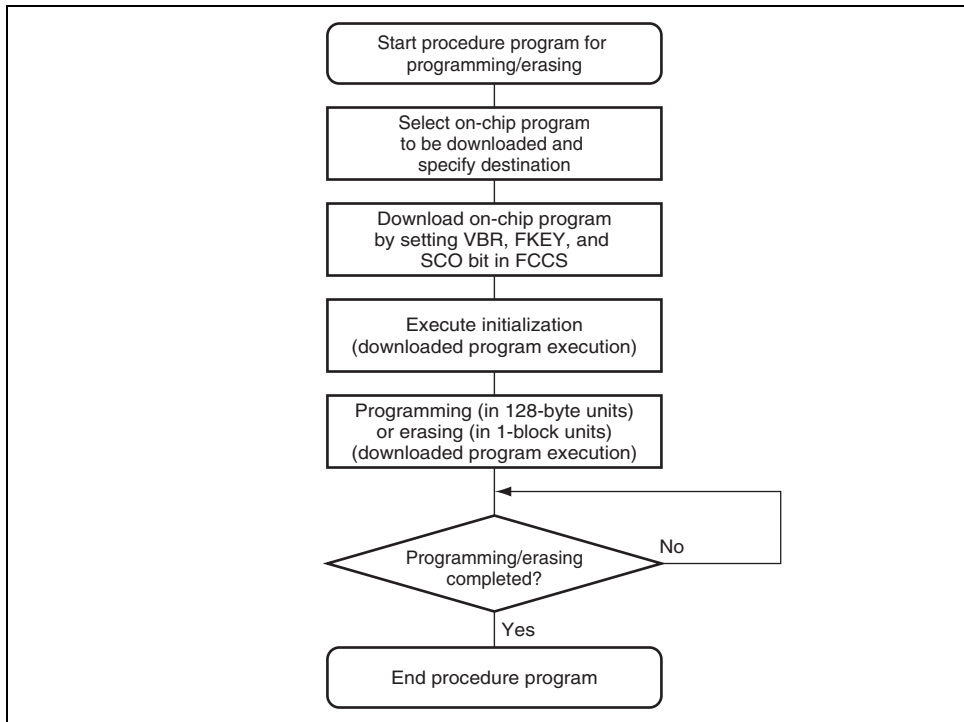 Start procedure program for
programming/erasing
Select on-chip program
to be downloaded and
specify destination
Download on-chip program
by setting VBR, FKEY, and
SCO bit in FCCS
Execute initialization
(downloaded program execution)
Programming (in 128-byte units)
or erasing (in 1-block units)
(downloaded program execution)
Programming/erasing
completed?
No
Yes
End procedure program